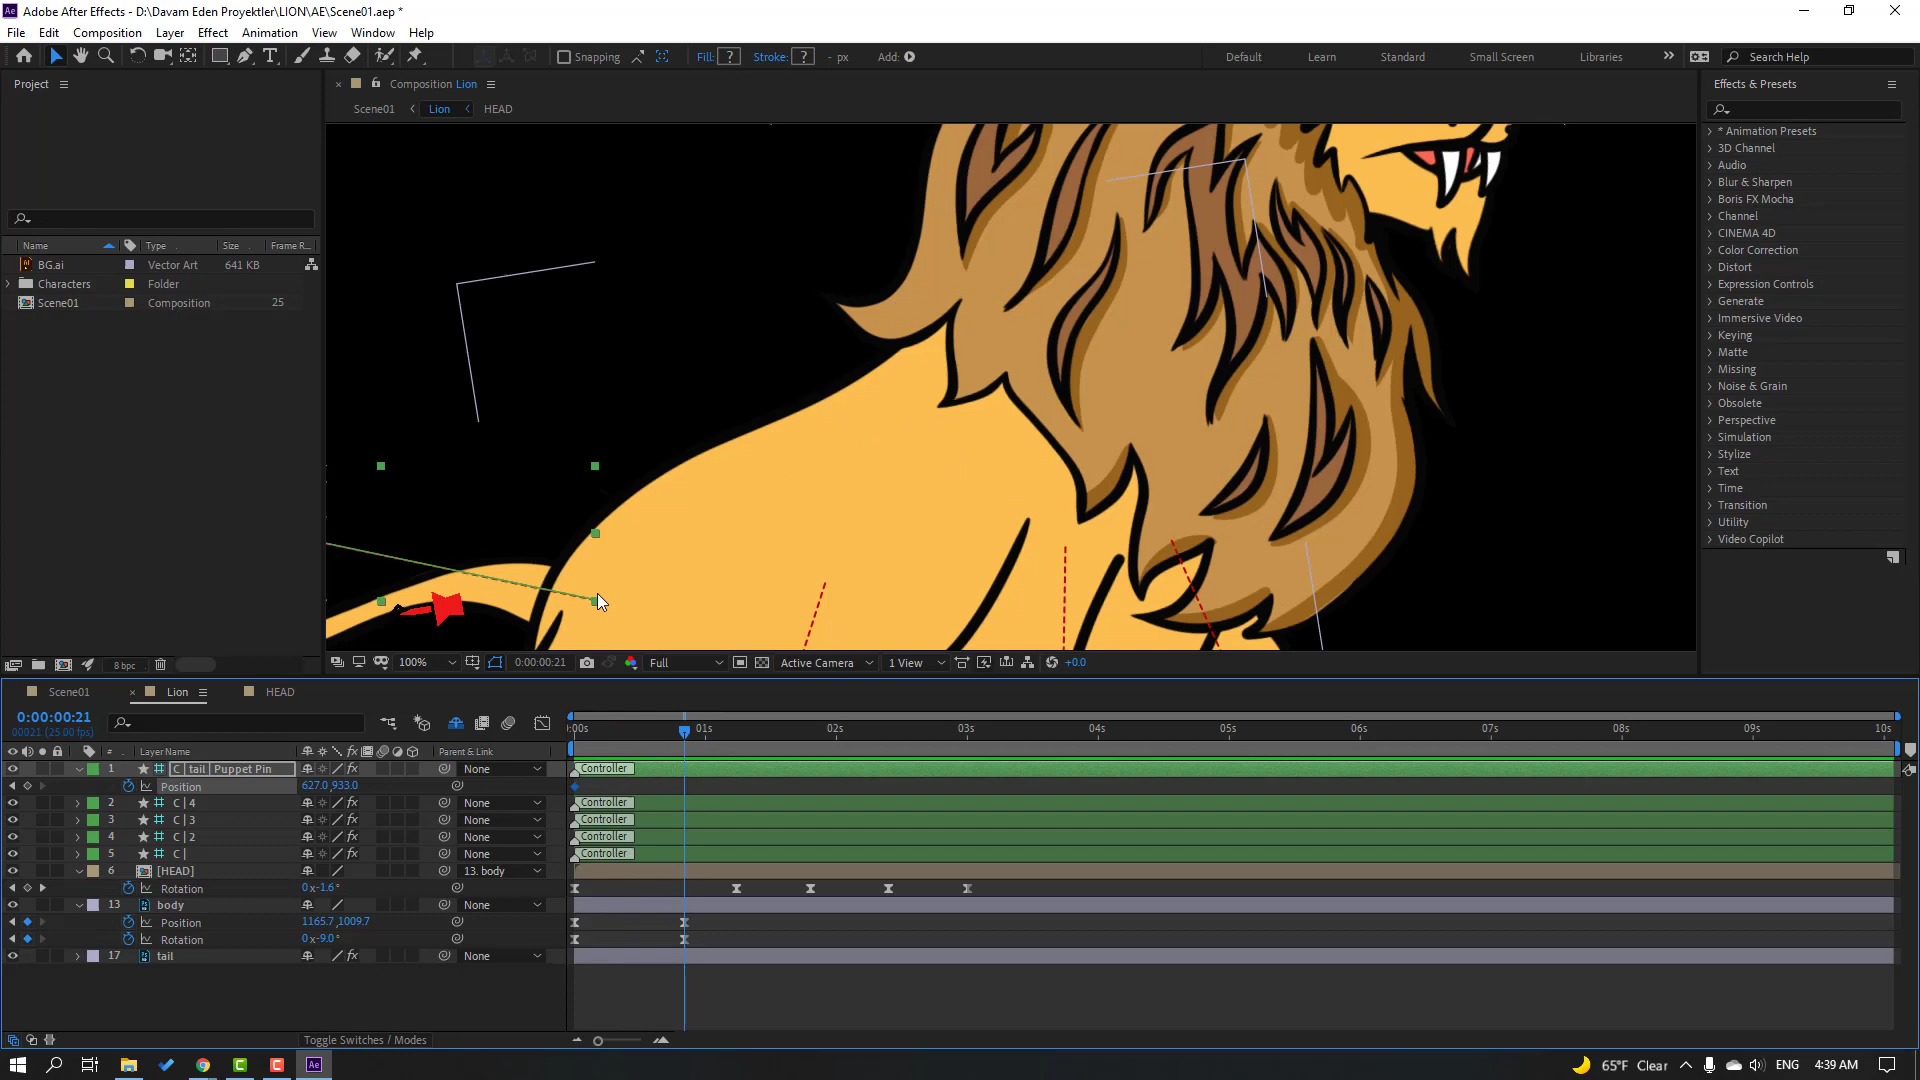 Adobe After Effects - D:\Davam Eden Proyektler\LION\AE\Scene01.aep *
File Edit Composition Layer Effect Animation View Window Help
Snapping Fill: ? Stroke: ? - px Add: Default Learn Standard Small Screen Libraries Search Help
Project
Composition Lion
Effects & Presets
Scene01 Lion HEAD
* Animation Presets
3D Channel
Audio
Blur & Sharpen
Boris FX Mocha
Channel
CINEMA 4D
Color Correction
Distort
Expression Controls
Generate
Immersive Video
Keying
Matte
Missing
Noise & Grain
Obsolete
Perspective
Simulation
Stylize
Text
Time
Transition
Utility
Video Copilot
Name Type Size Frame R...
BG.ai Vector Art 641 KB
Characters Folder
Scene01 Composition 25
8 bpc
100% 0:00:00:21 Full Active Camera 1 View +0.0
Scene01 Lion HEAD
0:00:00:21
00021 (25.00 fps)
# Layer Name Parent & Link
:00s 01s 02s 03s 04s 05s 06s 07s 08s 09s 10s
1 C | tail | Puppet Pin None Controller
Position 627.0,933.0
2 C | 4 None Controller
3 C | 3 None Controller
4 C | 2 None Controller
5 C | None Controller
6 [HEAD] 13. body
Rotation 0x-1.6°
13 body None
Position 1165.7,1009.7
Rotation 0x-9.0°
17 tail None
Toggle Switches / Modes
65°F Clear ENG 4:39 AM